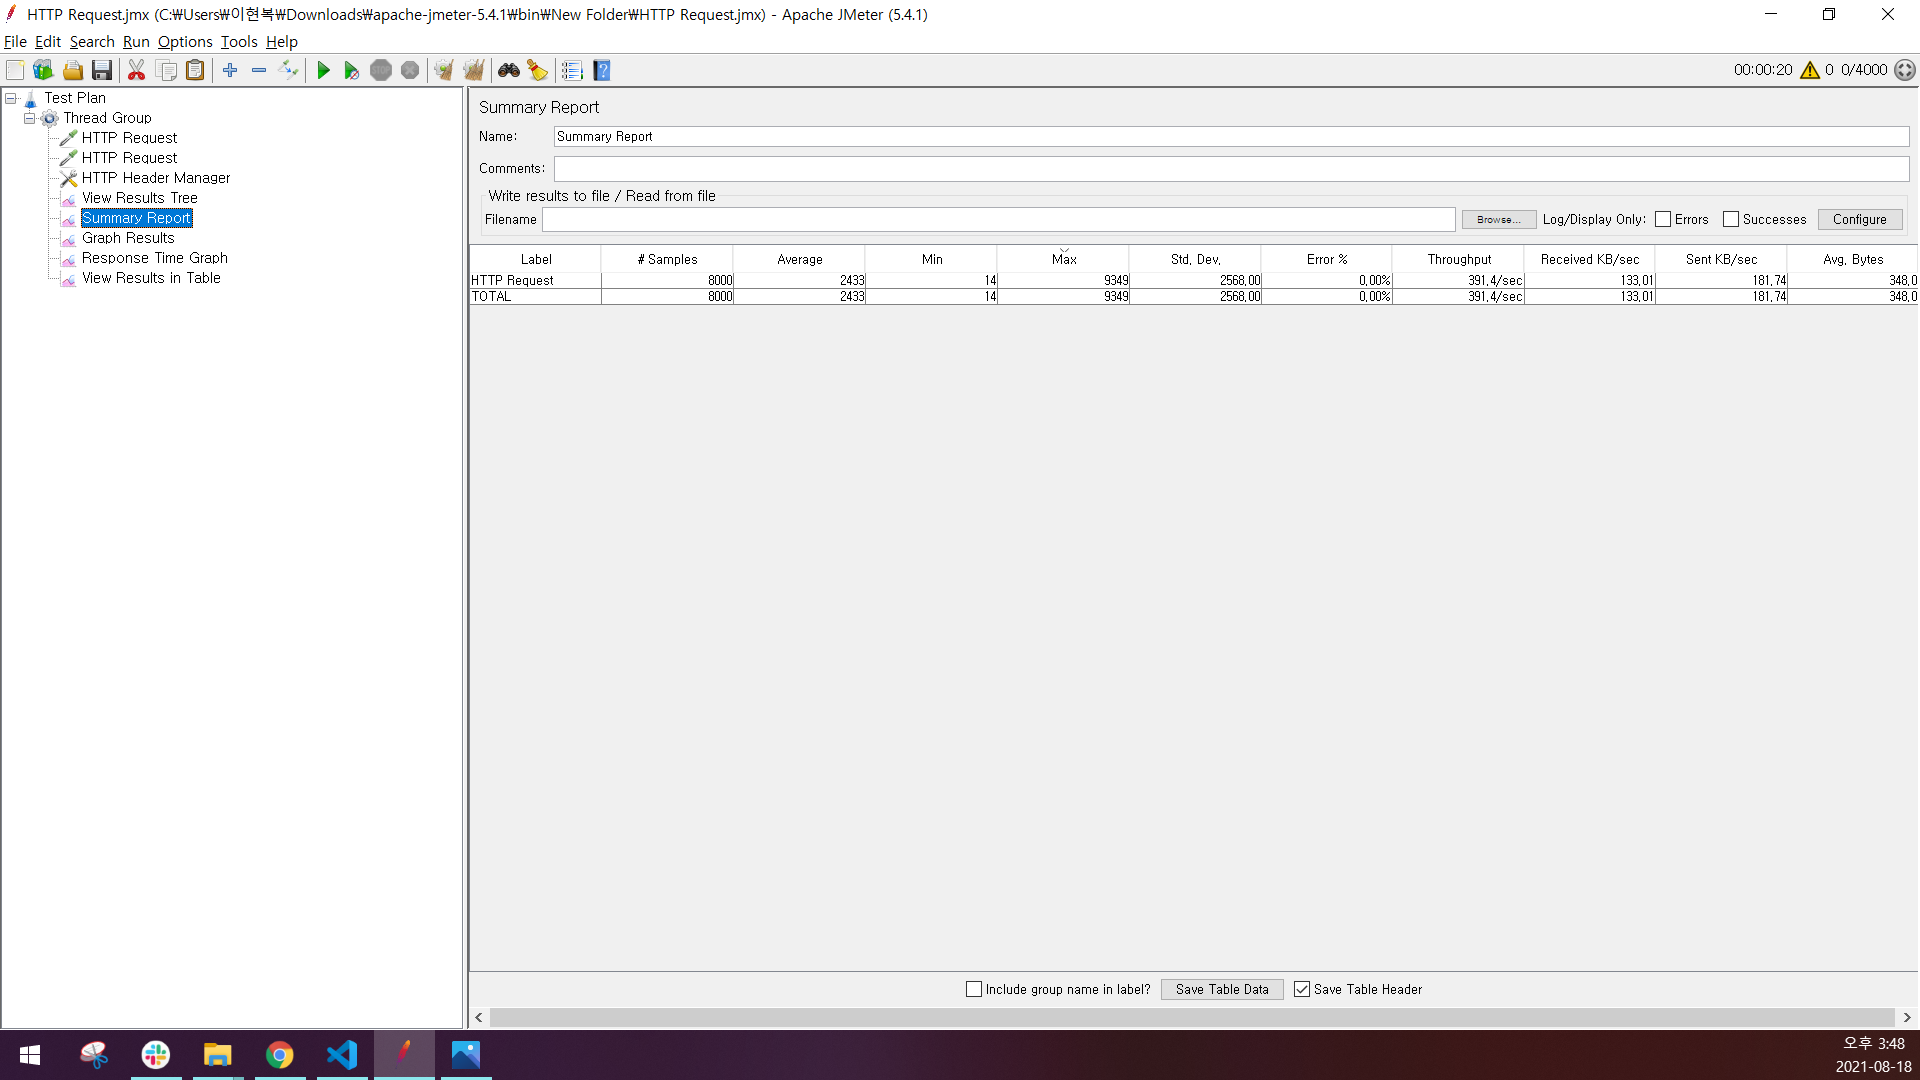 HTTP Request.jmx (C:₩Users₩이현복₩Downloads₩apache-jmeter-5.4.1₩bin₩New Folder₩HTTP Request.jmx) - Apache JMeter (5.4.1)
File Edit Search Run Options Tools Help
STOP
00:00:20 0 0/4000
Test Plan
Thread Group
HTTP Request
HTTP Request
HTTP Header Manager
View Results Tree
Summary Report
Graph Results
Response Time Graph
View Results in Table
Summary Report
Name: Summary Report
Comments:
Write results to file / Read from file
Filename Browse... Log/Display Only: Errors Successes Configure
Label # Samples Average Min Max Std. Dev. Error % Throughput Received KB/sec Sent KB/sec Avg. Bytes
HTTP Request 8000 2433 14 9349 2568.00 0.00% 391.4/sec 133.01 181.74 348.0
TOTAL 8000 2433 14 9349 2568.00 0.00% 391.4/sec 133.01 181.74 348.0
Include group name in label? Save Table Data Save Table Header
오후 3:48
2021-08-18